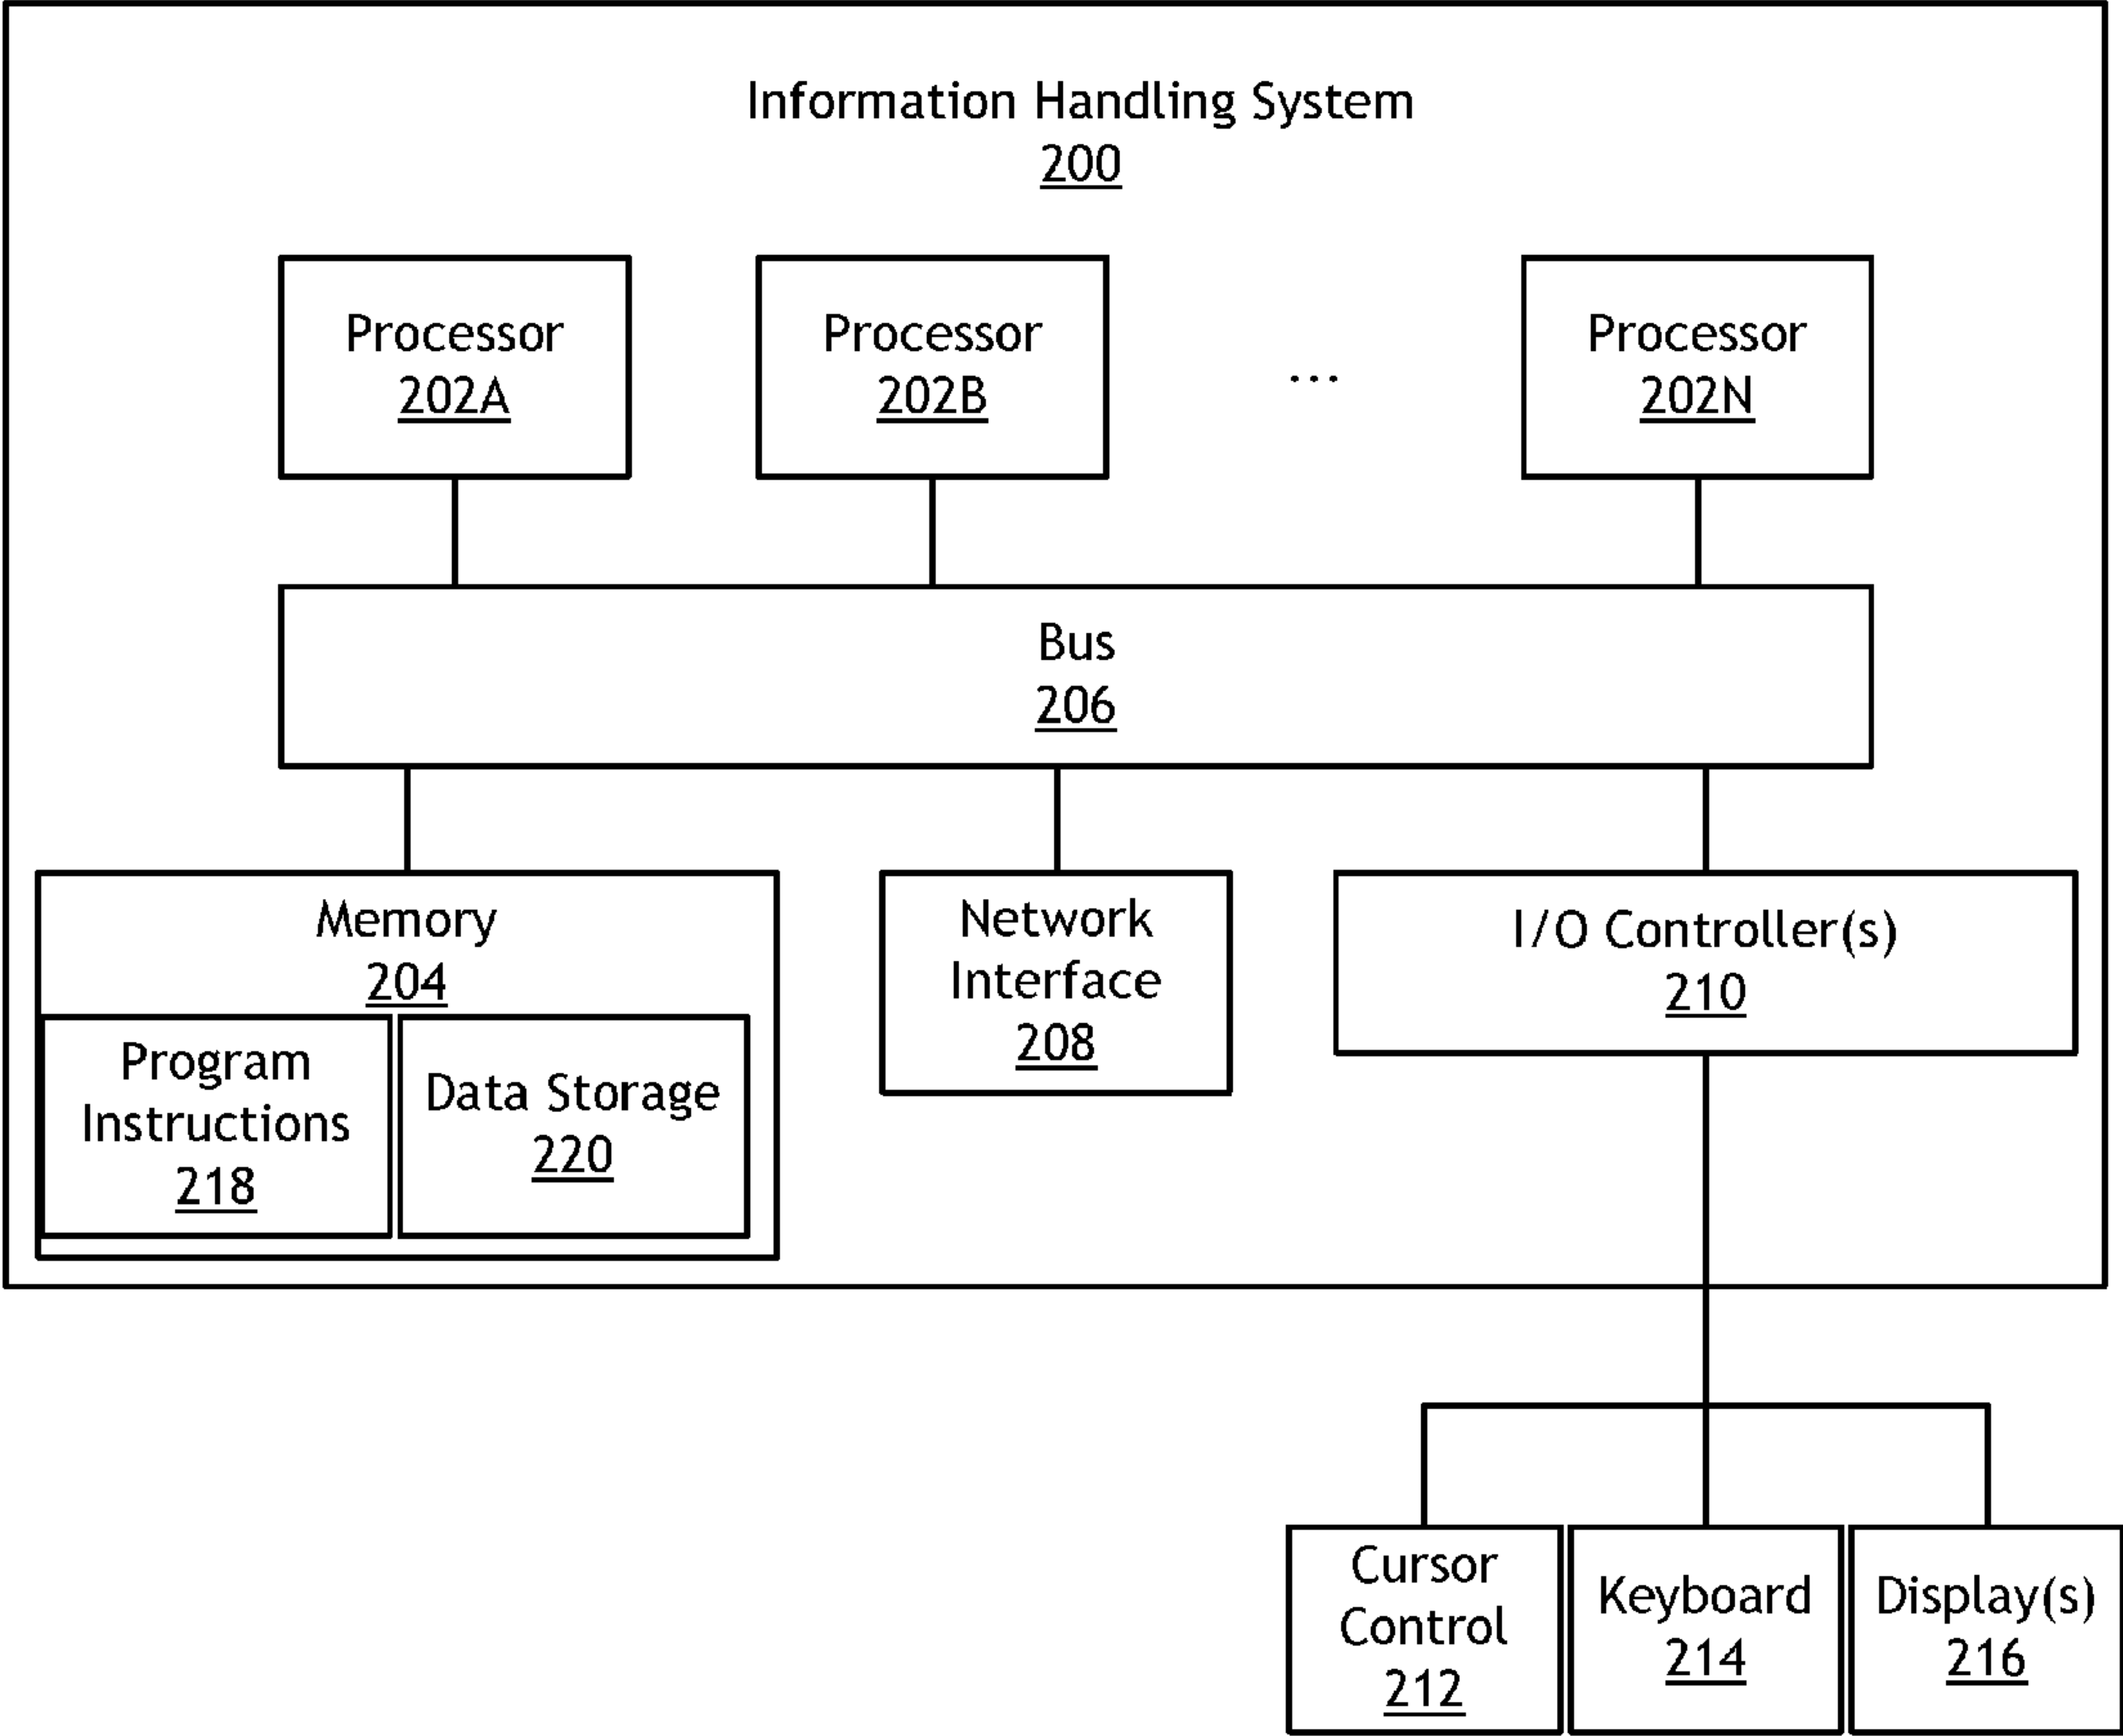 Information Handling System
200
Processor
202A
Processor
202B
...
Processor
202N
Bus
206
Memory
204
Program
Instructions
218
Data Storage
220
Network
Interface
208
I/O Controller(s)
210
Cursor
Control
212
Keyboard
214
Display(s)
216